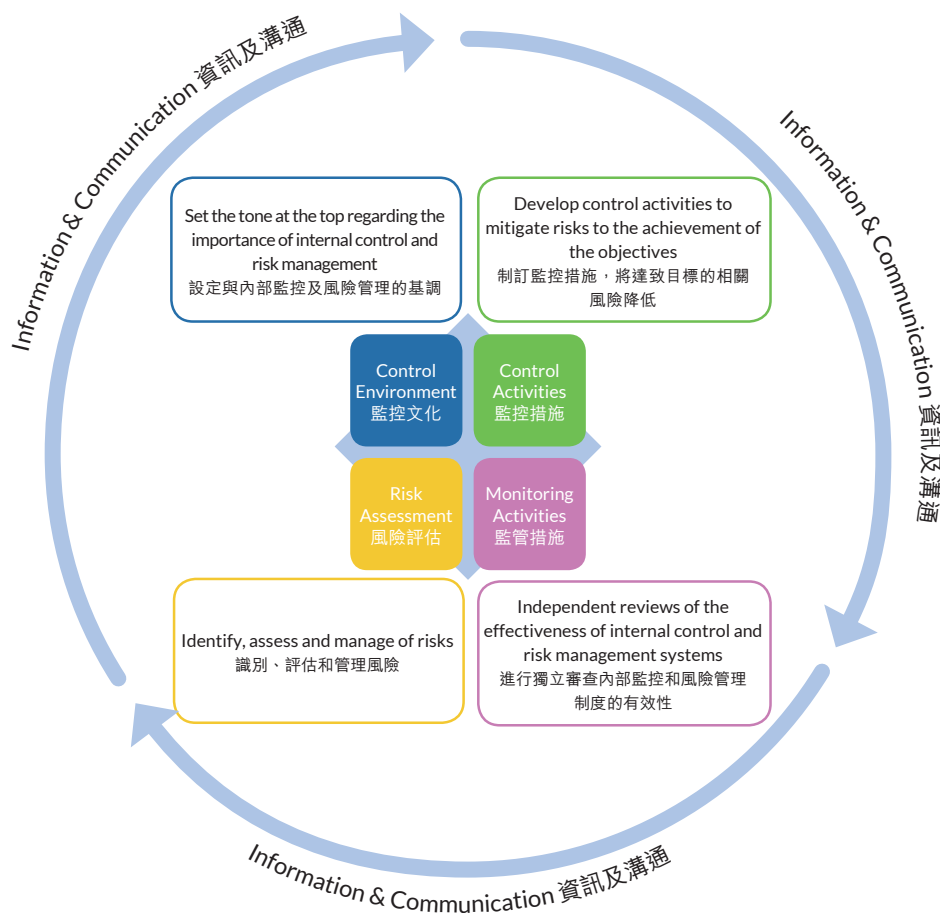 Information & Communication 資訊及溝通
Information & Communication 資訊及溝通
Set the tone at the top regarding the
importance of internal control and
risk management
設定與內部監控及風險管理的基調
Develop control activities to
mitigate risks to the achievement of
the objectives
制訂監控措施，將達致目標的相關
風險降低
Control
Environment
監控文化
Control
Activities
監控措施
Risk
Assessment
風險評估
Monitoring
Activities
監管措施
Identify, assess and manage of risks
識別、評估和管理風險
Independent reviews of the
effectiveness of internal control and
risk management systems
進行獨立審查內部監控和風險管理
制度的有效性
Information & Communication 資訊及溝通